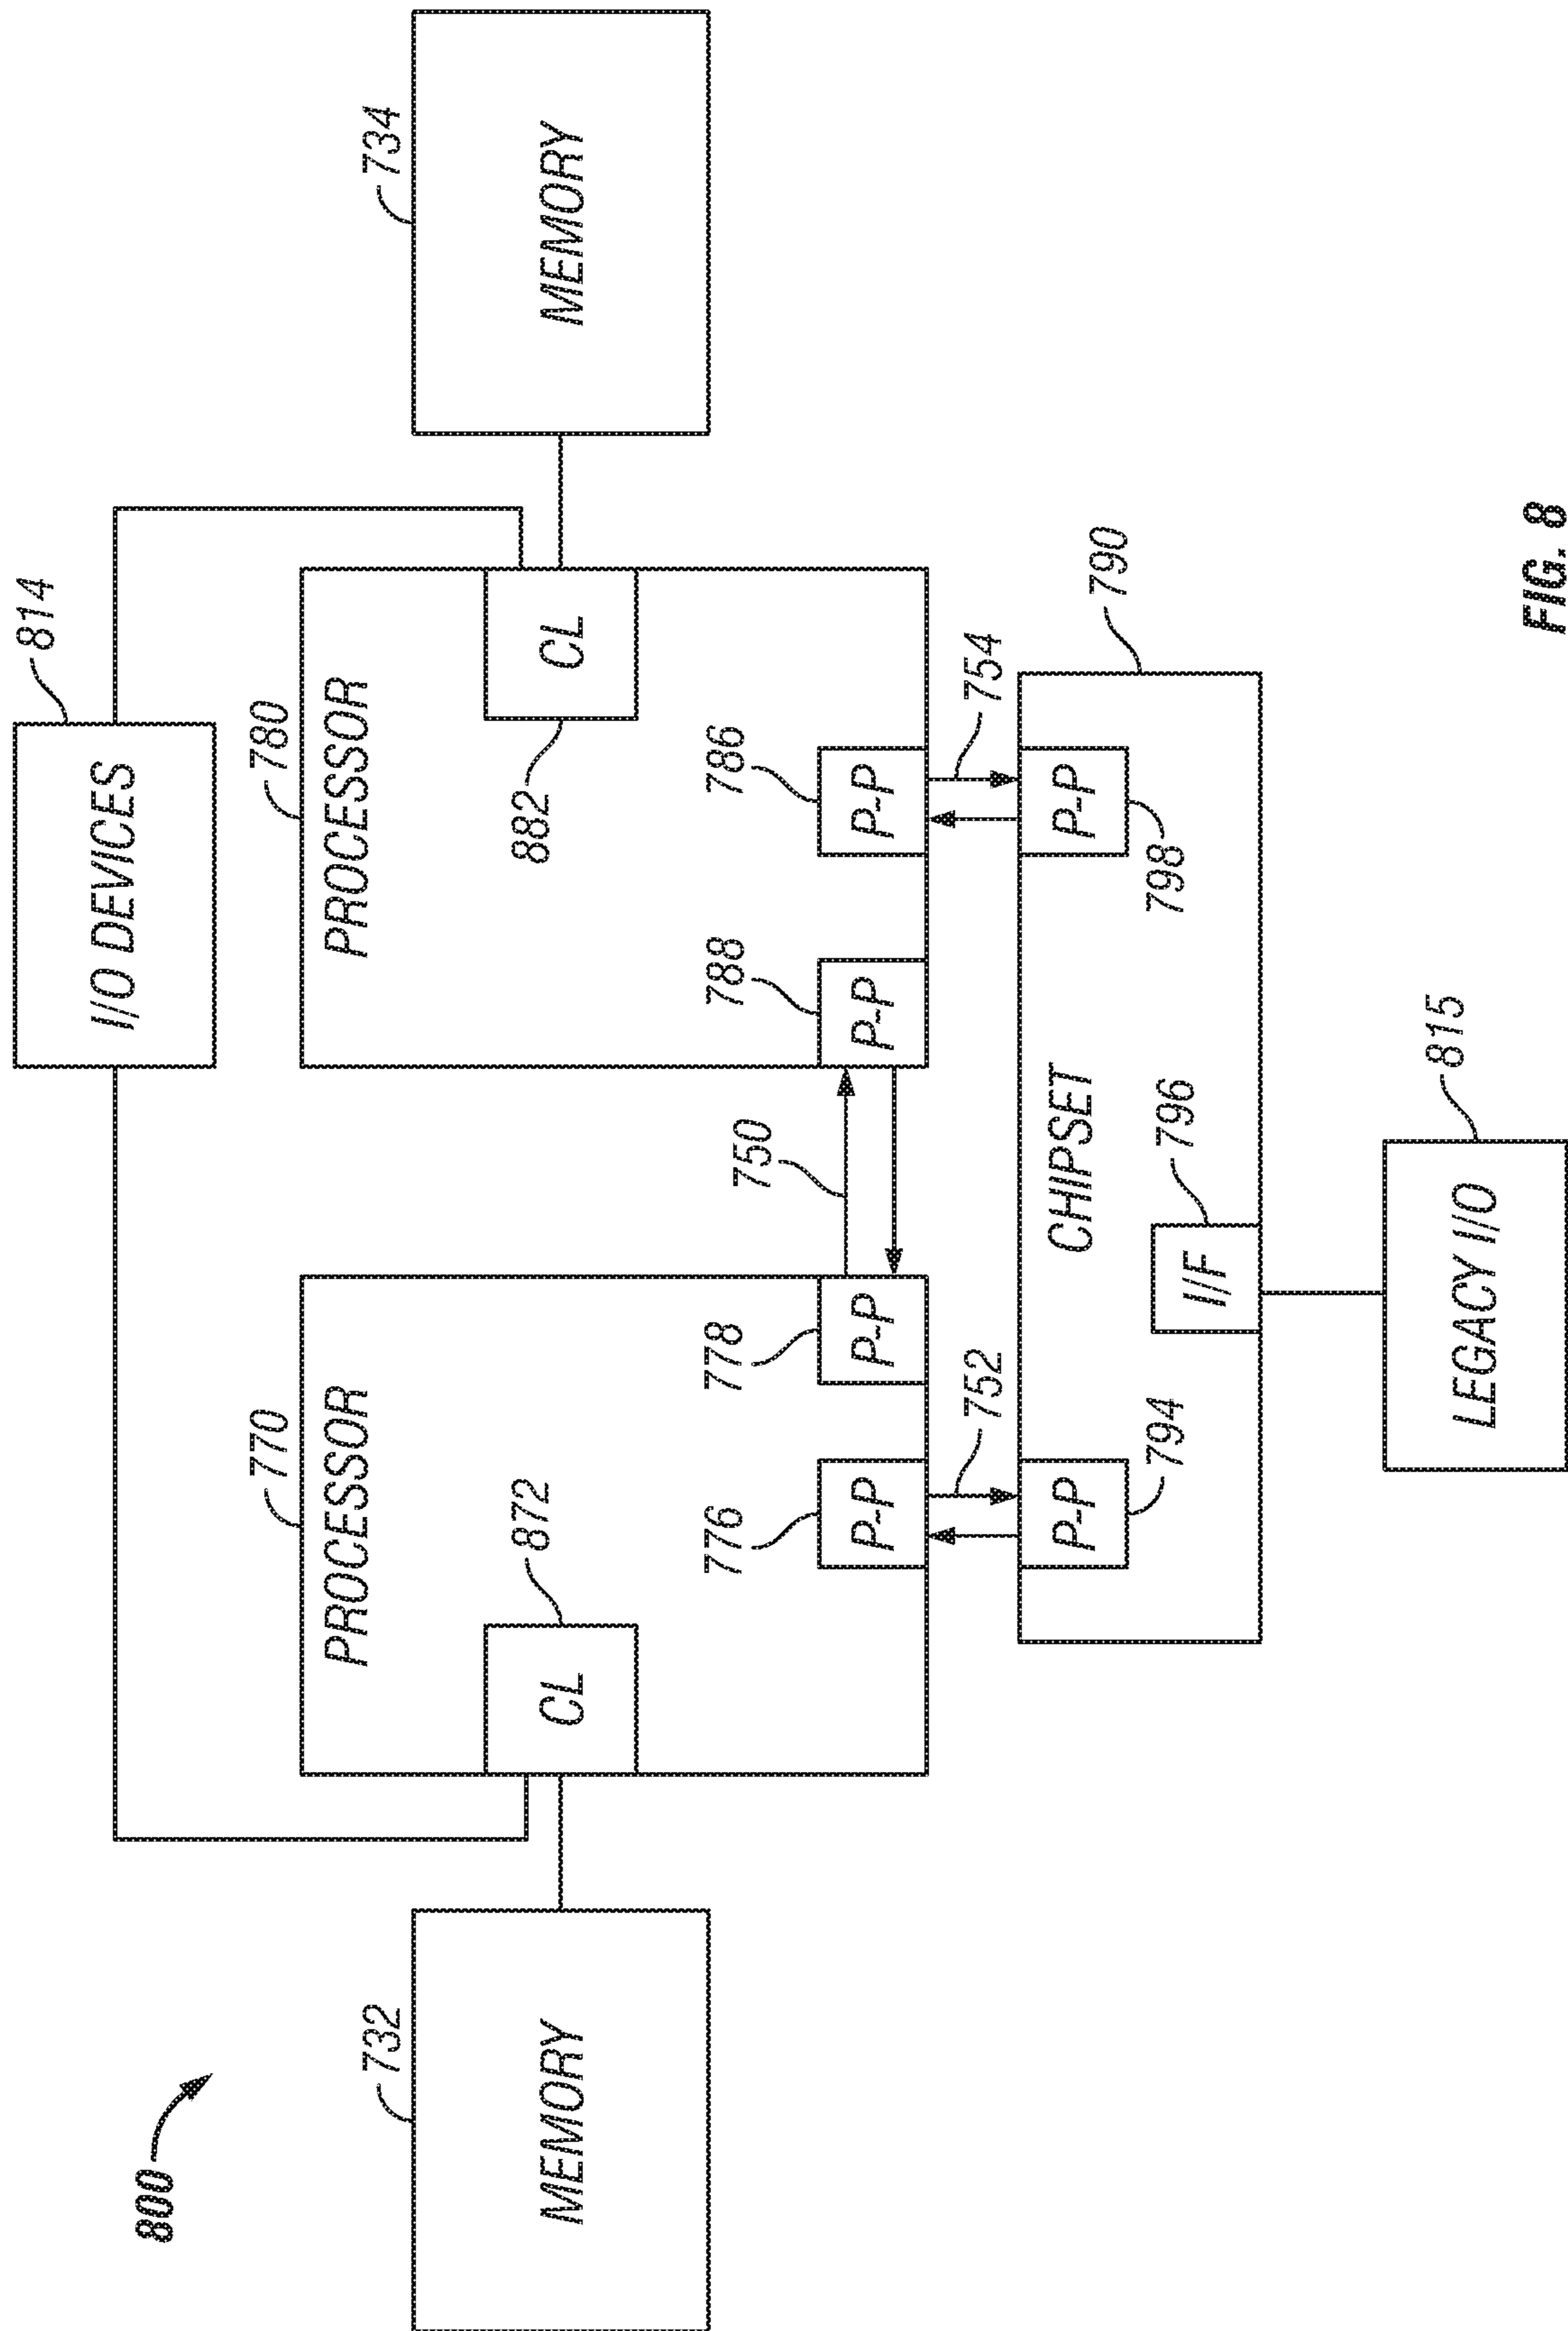 800
I/O DEVICES
814
732
MEMORY
770
PROCESSOR
CL
872
776
P-P
778
P-P
750
780
PROCESSOR
CL
882
788
P-P
786
P-P
734
MEMORY
752
754
790
CHIPSET
P-P
794
I/F
796
P-P
798
LEGACY I/O
815
FIG. 8